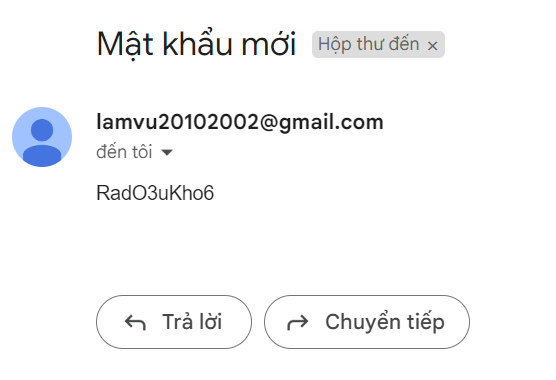 Mật khẩu mới Hộp thư đến ×
lamvu20102002@gmail.com
đến tôi
RadO3uKho6
Trả lời Chuyển tiếp